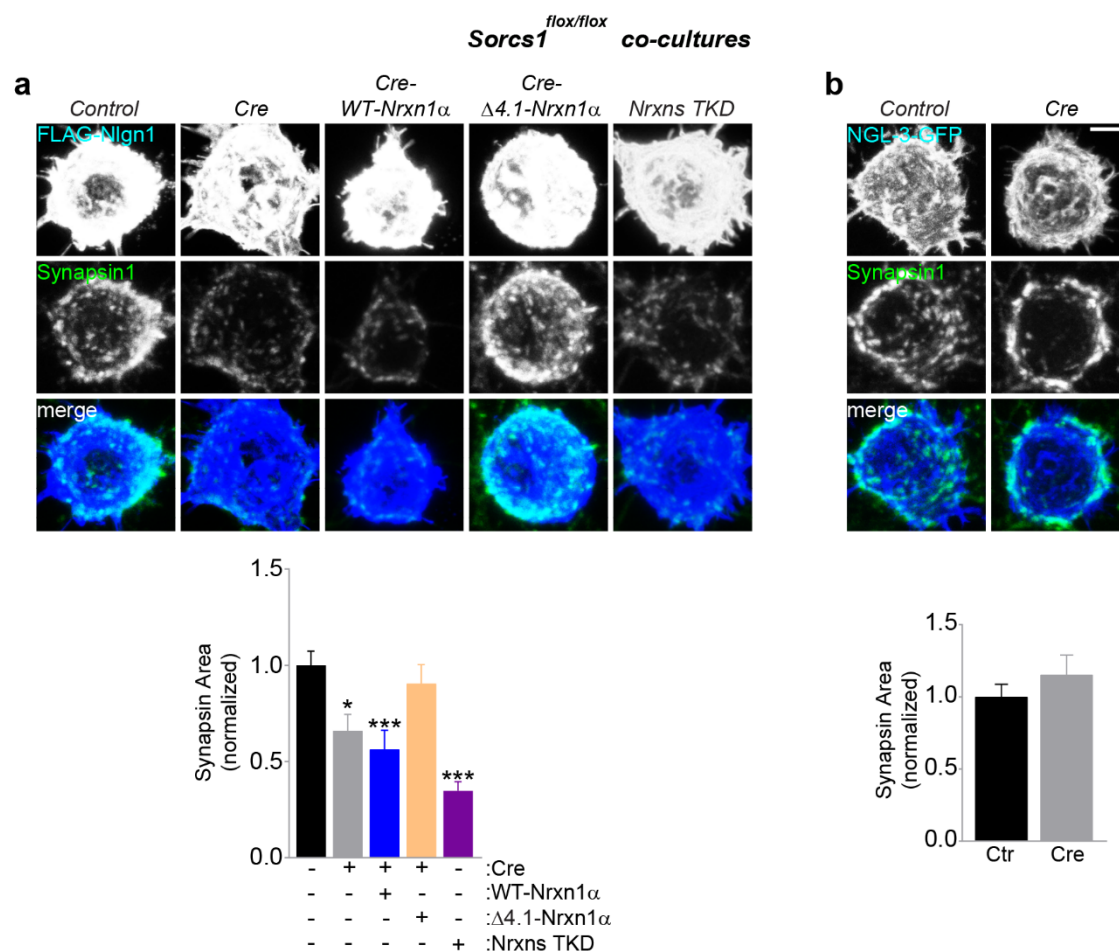 Sorcs1 flox/flox co-cultures
a
Control
Cre
Cre-
WT-Nrxn1α
Cre-
Δ4.1-Nrxn1α
Nrxns TKD
FLAG-Nlgn1
Synapsin1
merge
Synapsin Area
(normalized)
1.5
1.0
0.5
0.0
*
***
***
- + + + - :Cre
- - + - - :WT-Nrxn1α
- - - + - :Δ4.1-Nrxn1α
- - - - + :Nrxns TKD
b
Control
Cre
NGL-3-GFP
Synapsin1
merge
Synapsin Area
(normalized)
1.5
1.0
0.5
0.0
Ctr
Cre